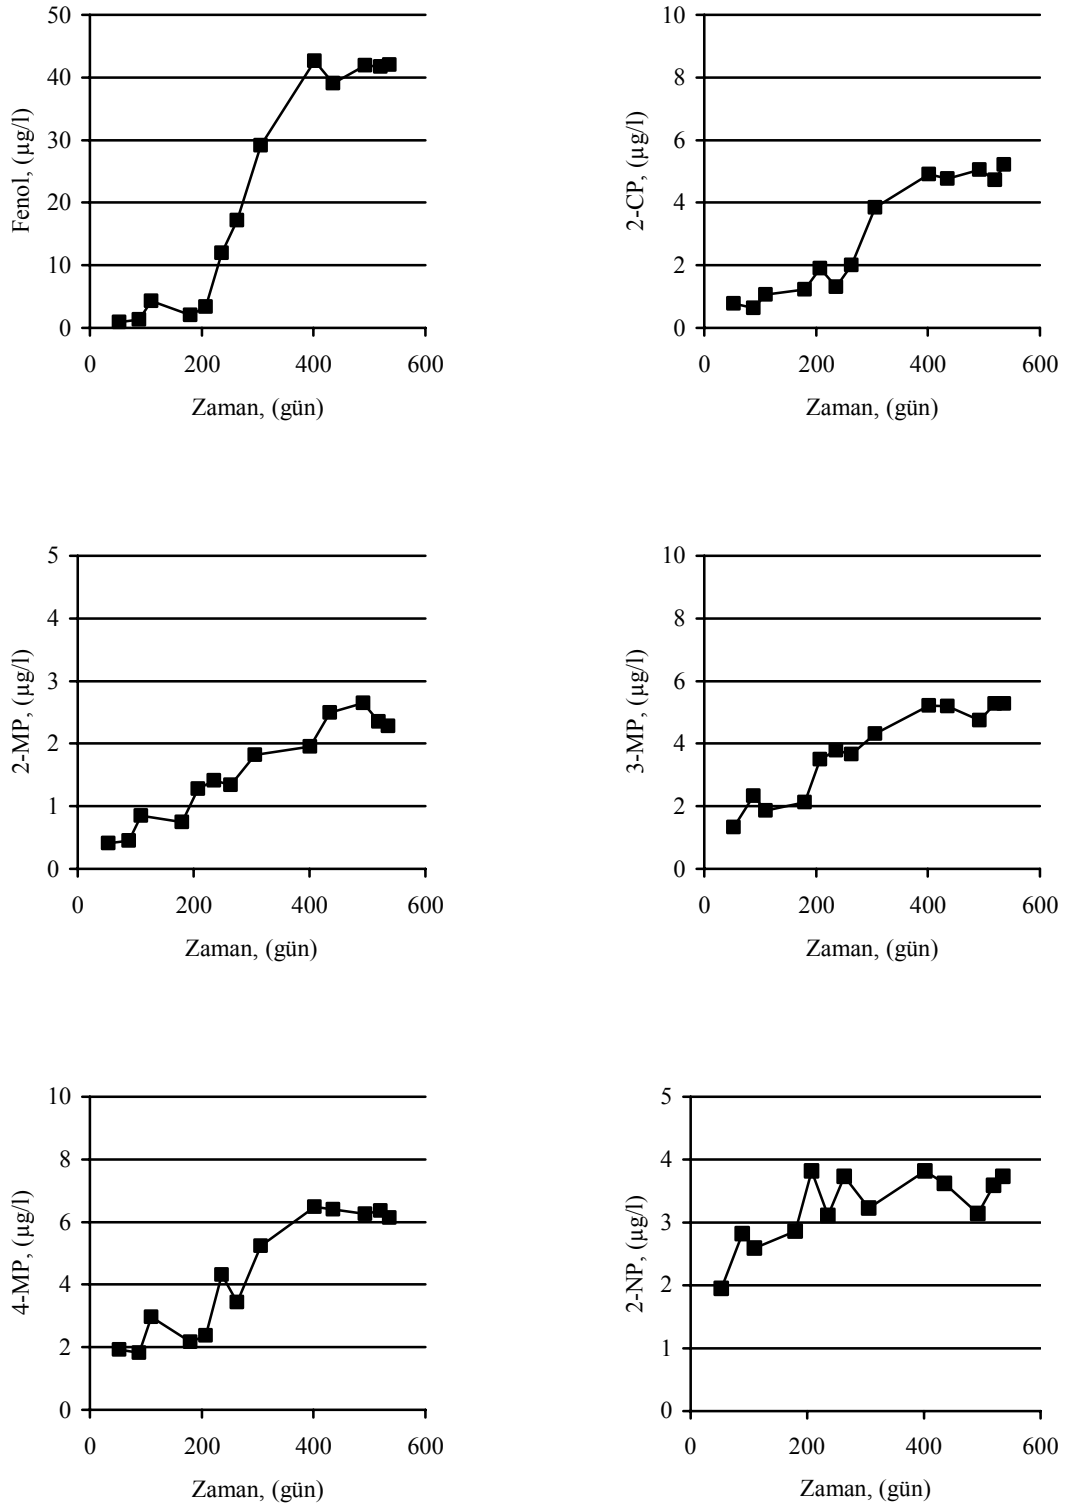 50
40
30
20
10
0
Fenol, (µg/l)
0 200 400 600
Zaman, (gün)
10
8
6
4
2
0
2-CP, (µg/l)
0 200 400 600
Zaman, (gün)
5
4
3
2
1
0
2-MP, (µg/l)
0 200 400 600
Zaman, (gün)
10
8
6
4
2
0
3-MP, (µg/l)
0 200 400 600
Zaman, (gün)
10
8
6
4
2
0
4-MP, (µg/l)
0 200 400 600
Zaman, (gün)
5
4
3
2
1
0
2-NP, (µg/l)
0 200 400 600
Zaman, (gün)